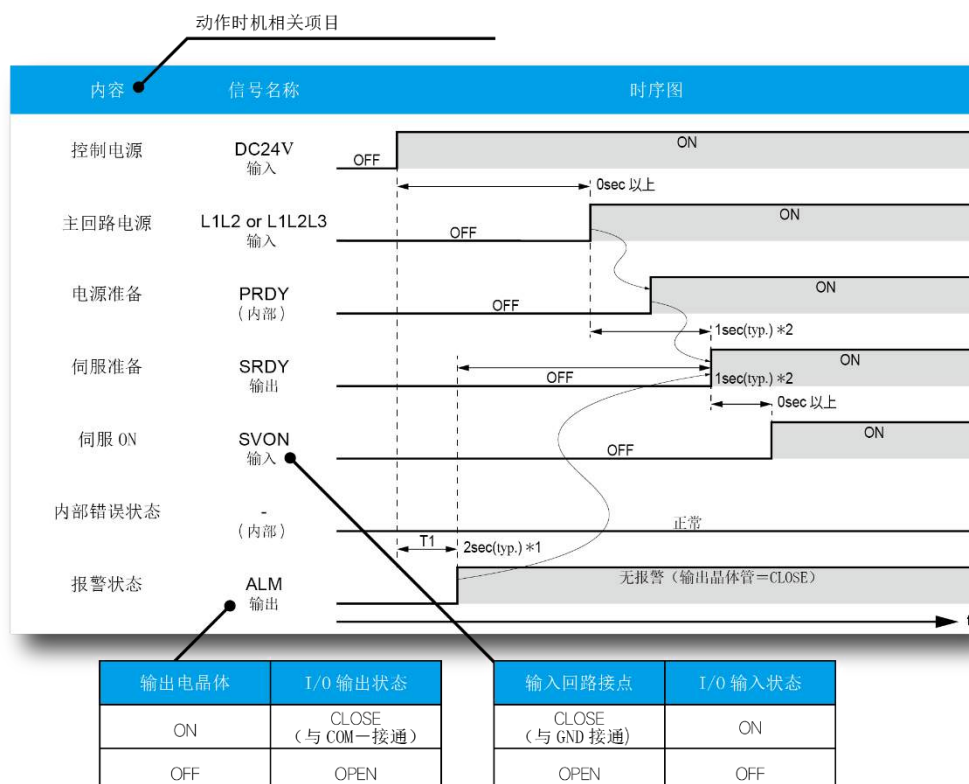 动作时机相关项目
内容 信号名称 时序图
控制电源 DC24V 输入 OFF ON
0sec 以上
主回路电源 L1L2 or L1L2L3 输入 OFF ON
电源准备 PRDY (内部) OFF ON
1sec(typ.)*2
伺服准备 SRDY 输出 OFF ON
1sec(typ.)*2
0sec 以上
伺服 ON SVON 输入 OFF ON
内部错误状态 - (内部) 正常
T1 2sec(typ.)*1
报警状态 ALM 输出 无报警(输出晶体管=CLOSE)
t
输出电晶体 I/O 输出状态
ON CLOSE (与 COM-接通)
OFF OPEN
输入回路接点 I/O 输入状态
CLOSE (与 GND 接通) ON
OPEN OFF